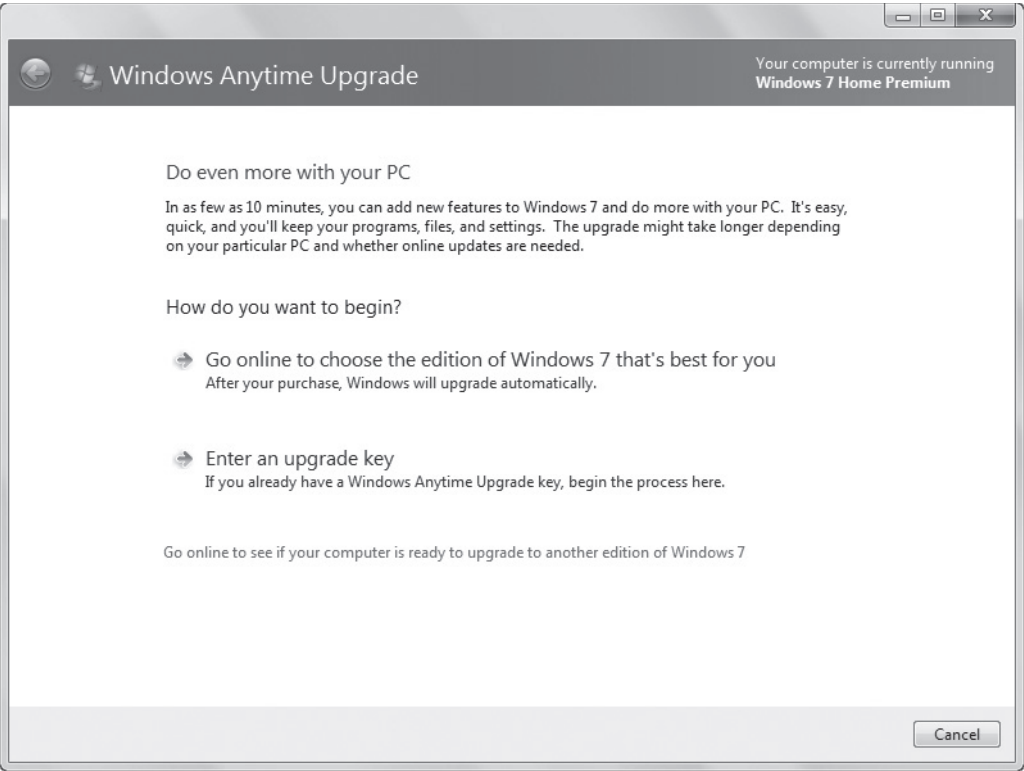 Windows Anytime Upgrade
Your computer is currently running
Windows 7 Home Premium
Do even more with your PC
In as few as 10 minutes, you can add new features to Windows 7 and do more with your PC. It's easy,
quick, and you'll keep your programs, files, and settings. The upgrade might take longer depending
on your particular PC and whether online updates are needed.
How do you want to begin?
Go online to choose the edition of Windows 7 that's best for you
After your purchase, Windows will upgrade automatically.
Enter an upgrade key
If you already have a Windows Anytime Upgrade key, begin the process here.
Go online to see if your computer is ready to upgrade to another edition of Windows 7
Cancel